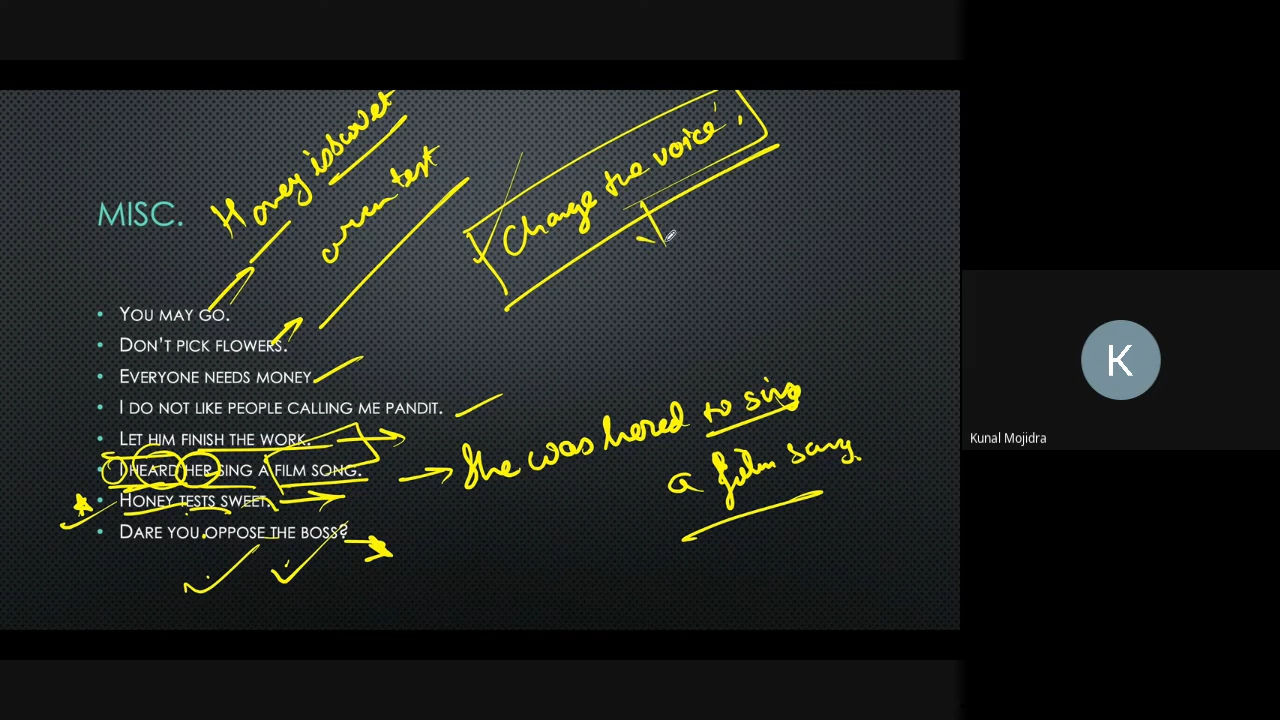 Honey is sweet
when test
Change the voice
MISC.
• YOU MAY GO.
• DON'T PICK FLOWERS.
• EVERYONE NEEDS MONEY
• I DO NOT LIKE PEOPLE CALLING ME PANDIT.
• LET HIM FINISH THE WORK.
• I HEARD HER SING A FILM SONG.
• HONEY TESTS SWEET.
• DARE YOU OPPOSE THE BOSS?
She was hered to sing
a film song.
K
Kunal Mojidra